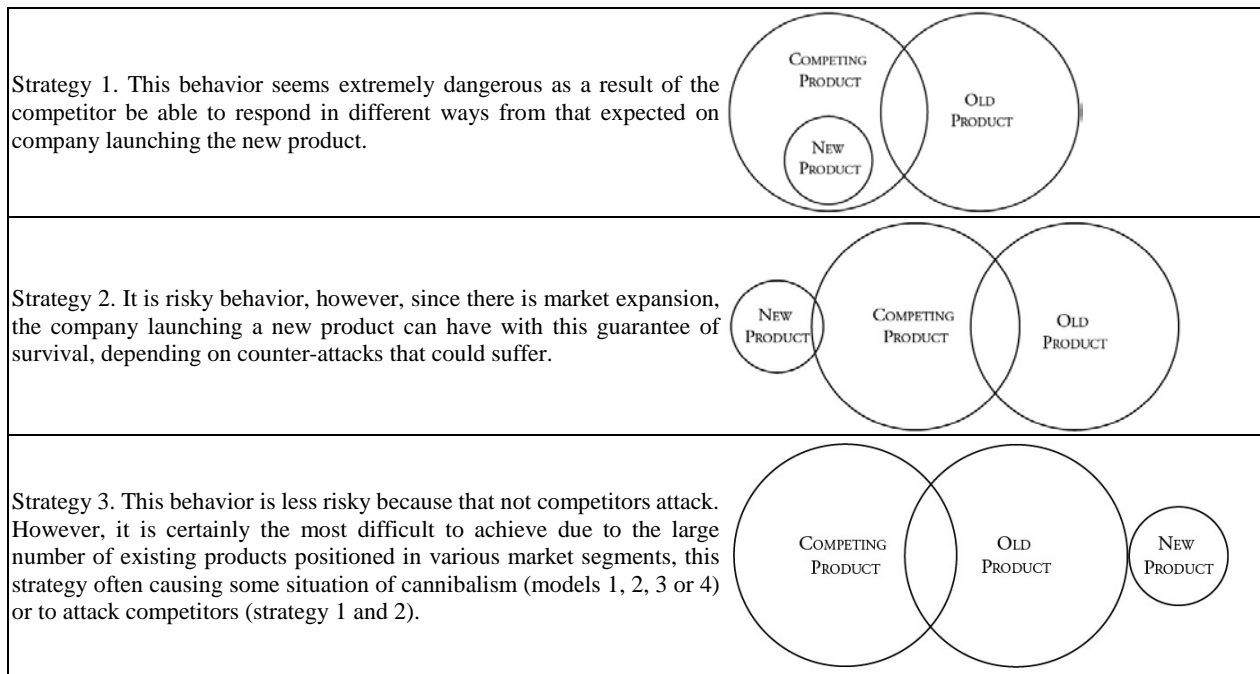 Strategy 1. This behavior seems extremely dangerous as a result of the
competitor be able to respond in different ways from that expected on
company launching the new product.
COMPETING
PRODUCT
OLD
PRODUCT
NEW
PRODUCT
Strategy 2. It is risky behavior, however, since there is market expansion,
the company launching a new product can have with this guarantee of
survival, depending on counter-attacks that could suffer.
NEW
PRODUCT
COMPETING
PRODUCT
OLD
PRODUCT
Strategy 3. This behavior is less risky because that not competitors attack.
However, it is certainly the most difficult to achieve due to the large
number of existing products positioned in various market segments, this
strategy often causing some situation of cannibalism (models 1, 2, 3 or 4)
or to attack competitors (strategy 1 and 2).
COMPETING
PRODUCT
OLD
PRODUCT
NEW
PRODUCT